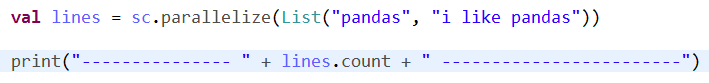 val lines = sc.parallelize(List("pandas", "i like pandas"))
print("--------------- " + lines.count + " ------------------------")